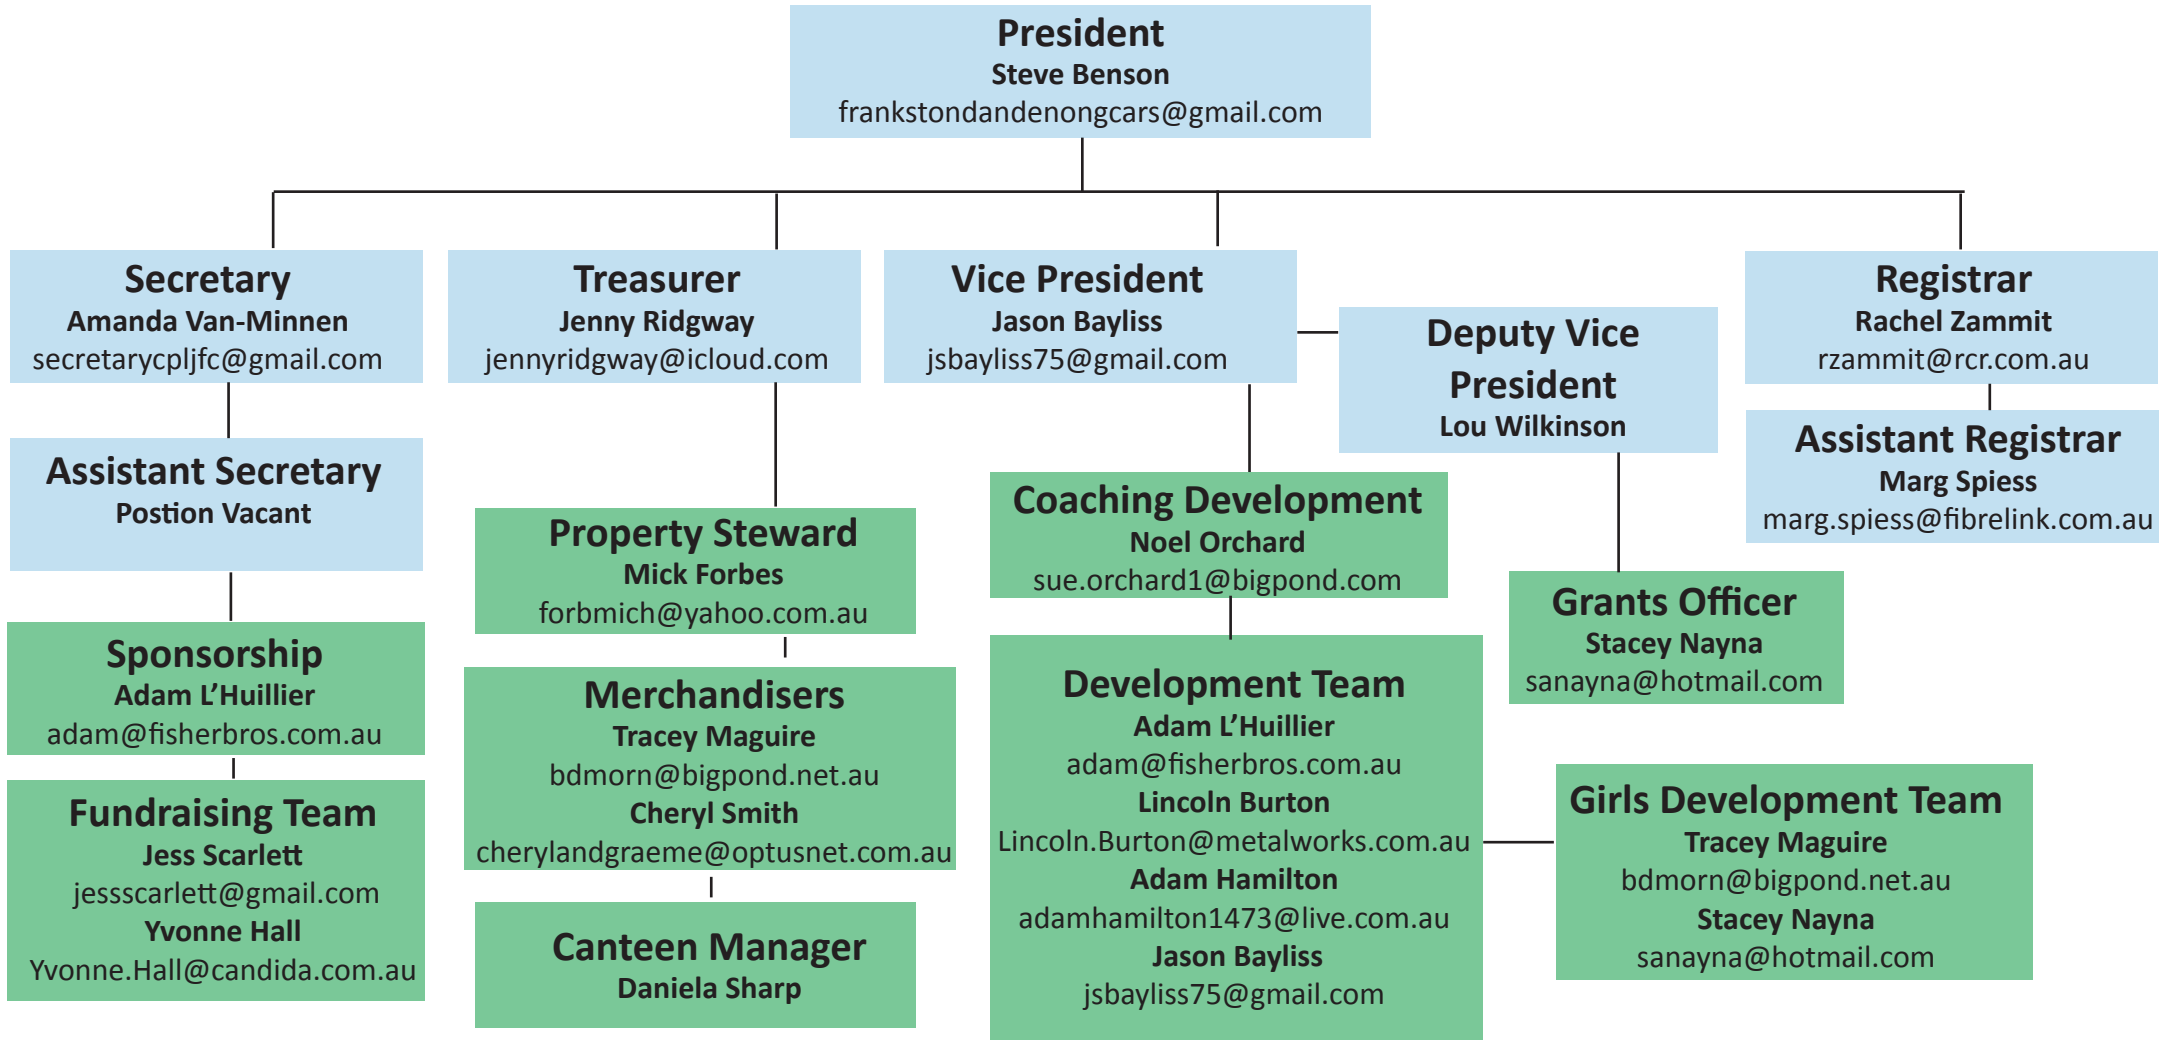 President
Steve Benson
frankstondandenongcars@gmail.com
Secretary
Amanda Van-Minnen
secretarycpljfc@gmail.com
Treasurer
Jenny Ridgway
jennyridgway@icloud.com
Vice President
Jason Bayliss
jsbayliss75@gmail.com
Deputy Vice
President
Lou Wilkinson
Registrar
Rachel Zammit
rzammit@rcr.com.au
Assistant Secretary
Postion Vacant
Assistant Registrar
Marg Spiess
marg.spiess@fibrelink.com.au
Property Steward
Mick Forbes
forbmich@yahoo.com.au
Coaching Development
Noel Orchard
sue.orchard1@bigpond.com
Grants Officer
Stacey Nayna
sanayna@hotmail.com
Sponsorship
Adam L’Huillier
adam@fisherbros.com.au
Merchandisers
Tracey Maguire
bdmorn@bigpond.net.au
Cheryl Smith
cherylandgraeme@optusnet.com.au
Development Team
Adam L’Huillier
adam@fisherbros.com.au
Lincoln Burton
Lincoln.Burton@metalworks.com.au
Adam Hamilton
adamhamilton1473@live.com.au
Jason Bayliss
jsbayliss75@gmail.com
Girls Development Team
Tracey Maguire
bdmorn@bigpond.net.au
Stacey Nayna
sanayna@hotmail.com
Fundraising Team
Jess Scarlett
jessscarlett@gmail.com
Yvonne Hall
Yvonne.Hall@candida.com.au
Canteen Manager
Daniela Sharp